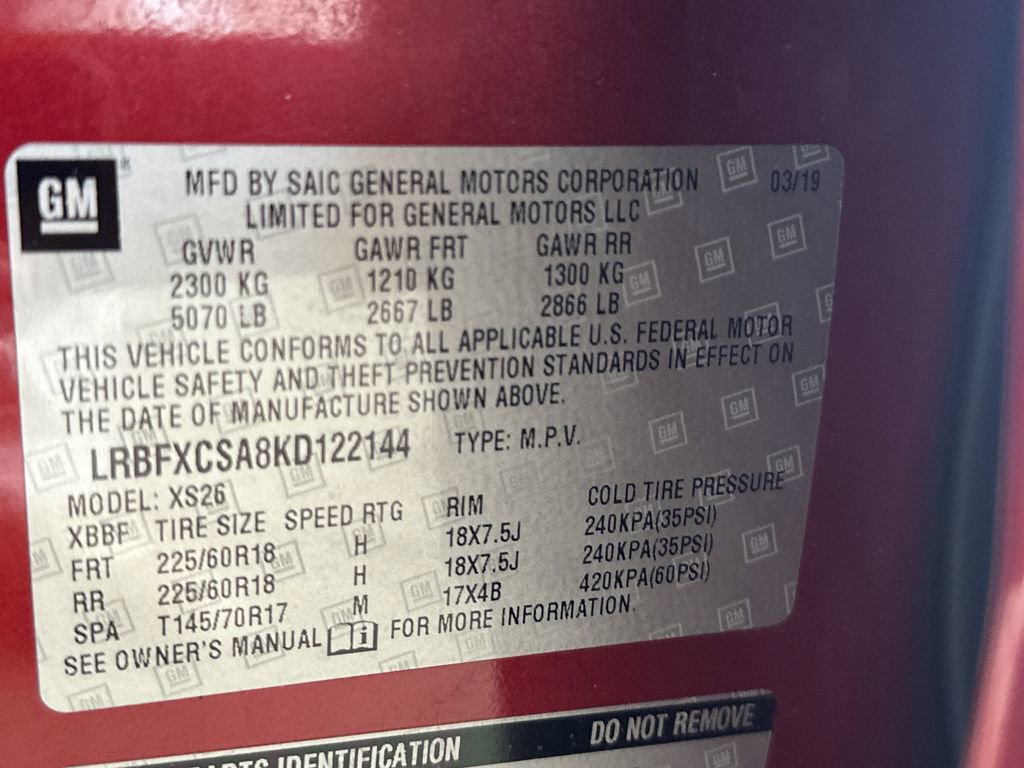 GM
MFD BY SAIC GENERAL MOTORS CORPORATION 03/19
LIMITED FOR GENERAL MOTORS LLC
GVWR GAWR FRT GAWR RR
2300 KG 1210 KG 1300 KG
5070 LB 2667 LB 2866 LB
THIS VEHICLE CONFORMS TO ALL APPLICABLE U.S. FEDERAL MOTOR
VEHICLE SAFETY AND THEFT PREVENTION STANDARDS IN EFFECT ON
THE DATE OF MANUFACTURE SHOWN ABOVE.
LRBFXCSA8KD122144 TYPE: M.P.V.
MODEL: XS26
XBBF TIRE SIZE SPEED RTG RIM COLD TIRE PRESSURE
FRT 225/60R18 H 18X7.5J 240KPA(35PSI)
RR 225/60R18 H 18X7.5J 240KPA(35PSI)
SPA T145/70R17 M 17X4B 420KPA(60PSI)
SEE OWNER'S MANUAL FOR MORE INFORMATION.
IDENTIFICATION DO NOT REMOVE